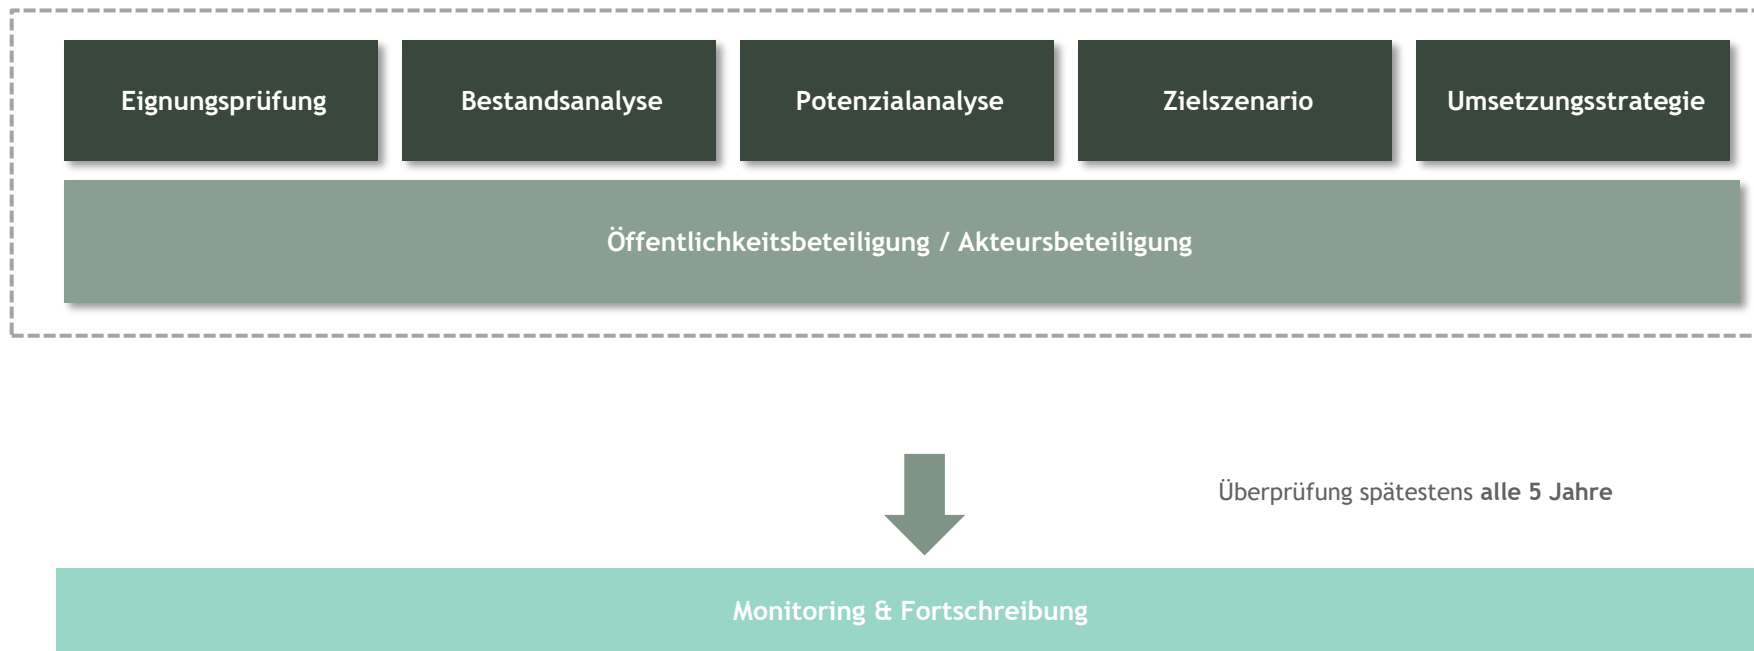 Eignungsprüfung
Bestandsanalyse
Potenzialanalyse
Zielszenario
Umsetzungsstrategie
Öffentlichkeitsbeteiligung / Akteursbeteiligung
Überprüfung spätestens alle 5 Jahre
Monitoring & Fortschreibung